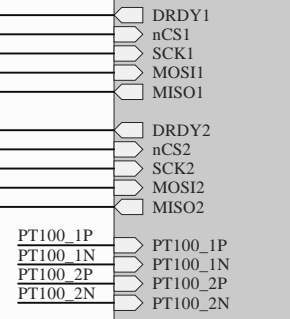 DRDY1
nCS1
SCK1
MOSI1
MISO1
DRDY2
nCS2
SCK2
MOSI2
MISO2
PT100_1P PT100_1P
PT100_1N PT100_1N
PT100_2P PT100_2P
PT100_2N PT100_2N